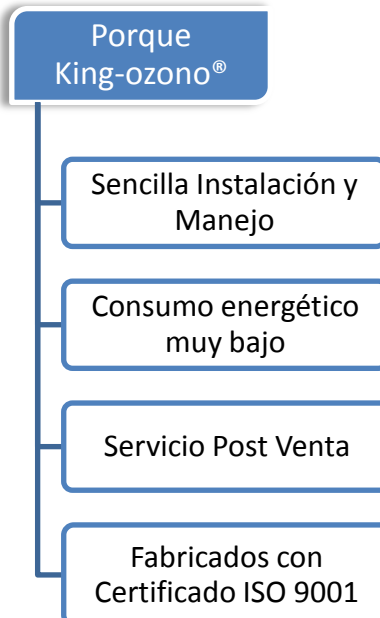 Porque
King-ozono®
Sencilla Instalación y
Manejo
Consumo energético
muy bajo
Servicio Post Venta
Fabricados con
Certificado ISO 9001